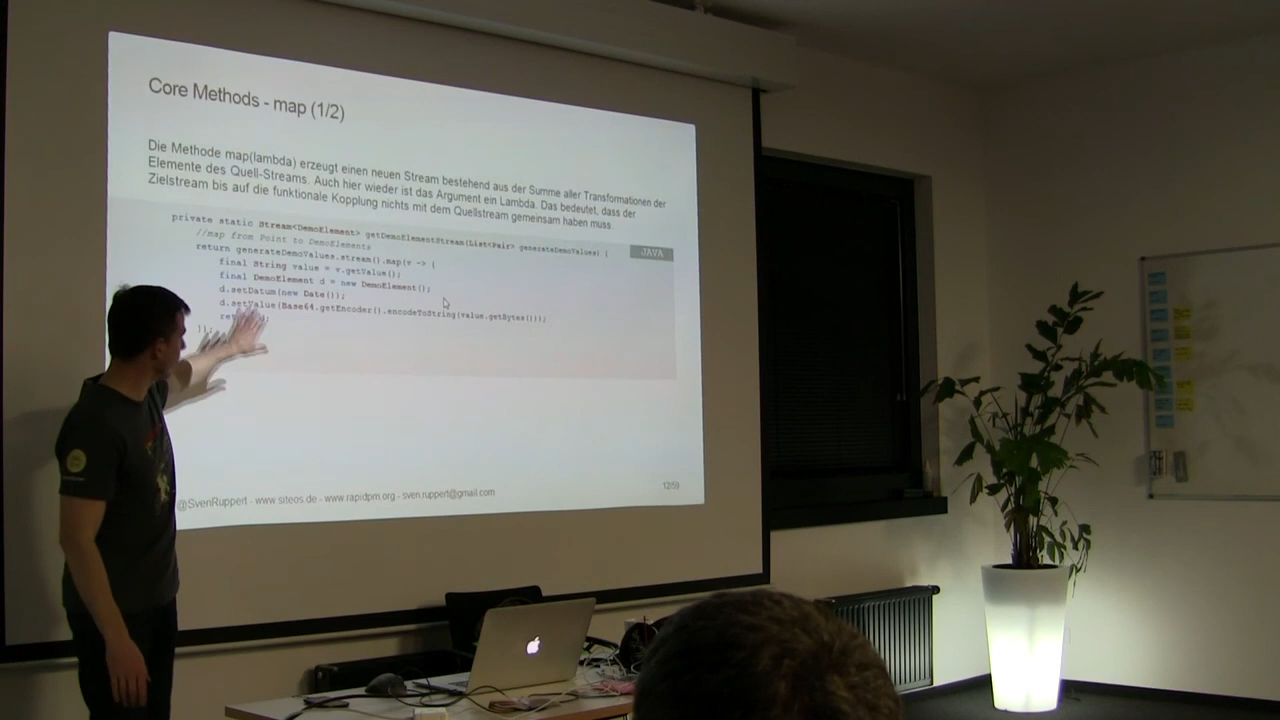 Core Methods - map (1/2)
Die Methode map(lambda) erzeugt einen neuen Stream bestehend aus der Summe aller Transformationen der
Elemente des Quell-Streams. Auch hier wieder ist das Argument ein Lambda. Das bedeutet, dass der
Zielstream bis auf die funktionale Kopplung nichts mit dem Quellstream gemeinsam haben muss.
JAVA
private static Stream<DemoElement> getDemoElementStream(List<Pair> generateDemoValues) {
//map from Point to DemoElements
return generateDemoValues.stream().map(v -> {
final String value = v.getValue();
final DemoElement d = new DemoElement();
d.setDatum(new Date());
d.setValue(Base64.getEncoder().encodeToString(value.getBytes()));
});
@SvenRuppert - www.siteos.de - www.rapidpm.org - sven.ruppert@gmail.com
12/59